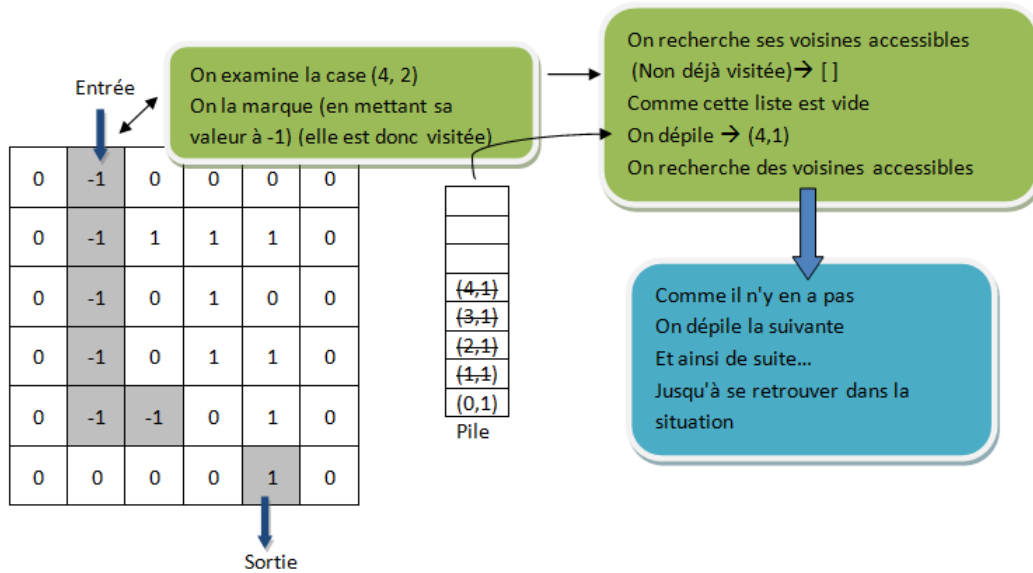 On examine la case (4, 2)
On la marque (en mettant sa
valeur à -1) (elle est donc visitée)
On recherche ses voisines accessibles
(Non déjà visitée)→ [ ]
Comme cette liste est vide
On dépile → (4,1)
On recherche des voisines accessibles
Comme il n'y en a pas
On dépile la suivante
Et ainsi de suite...
Jusqu'à se retrouver dans la
situation
Entrée
0 -1 0 0 0 0
0 -1 1 1 1 0
0 -1 0 1 0 0
0 -1 0 1 1 0
0 -1 -1 0 1 0
0 0 0 0 1 0
Sortie
(4,1)
(3,1)
(2,1)
(1,1)
(0,1)
Pile